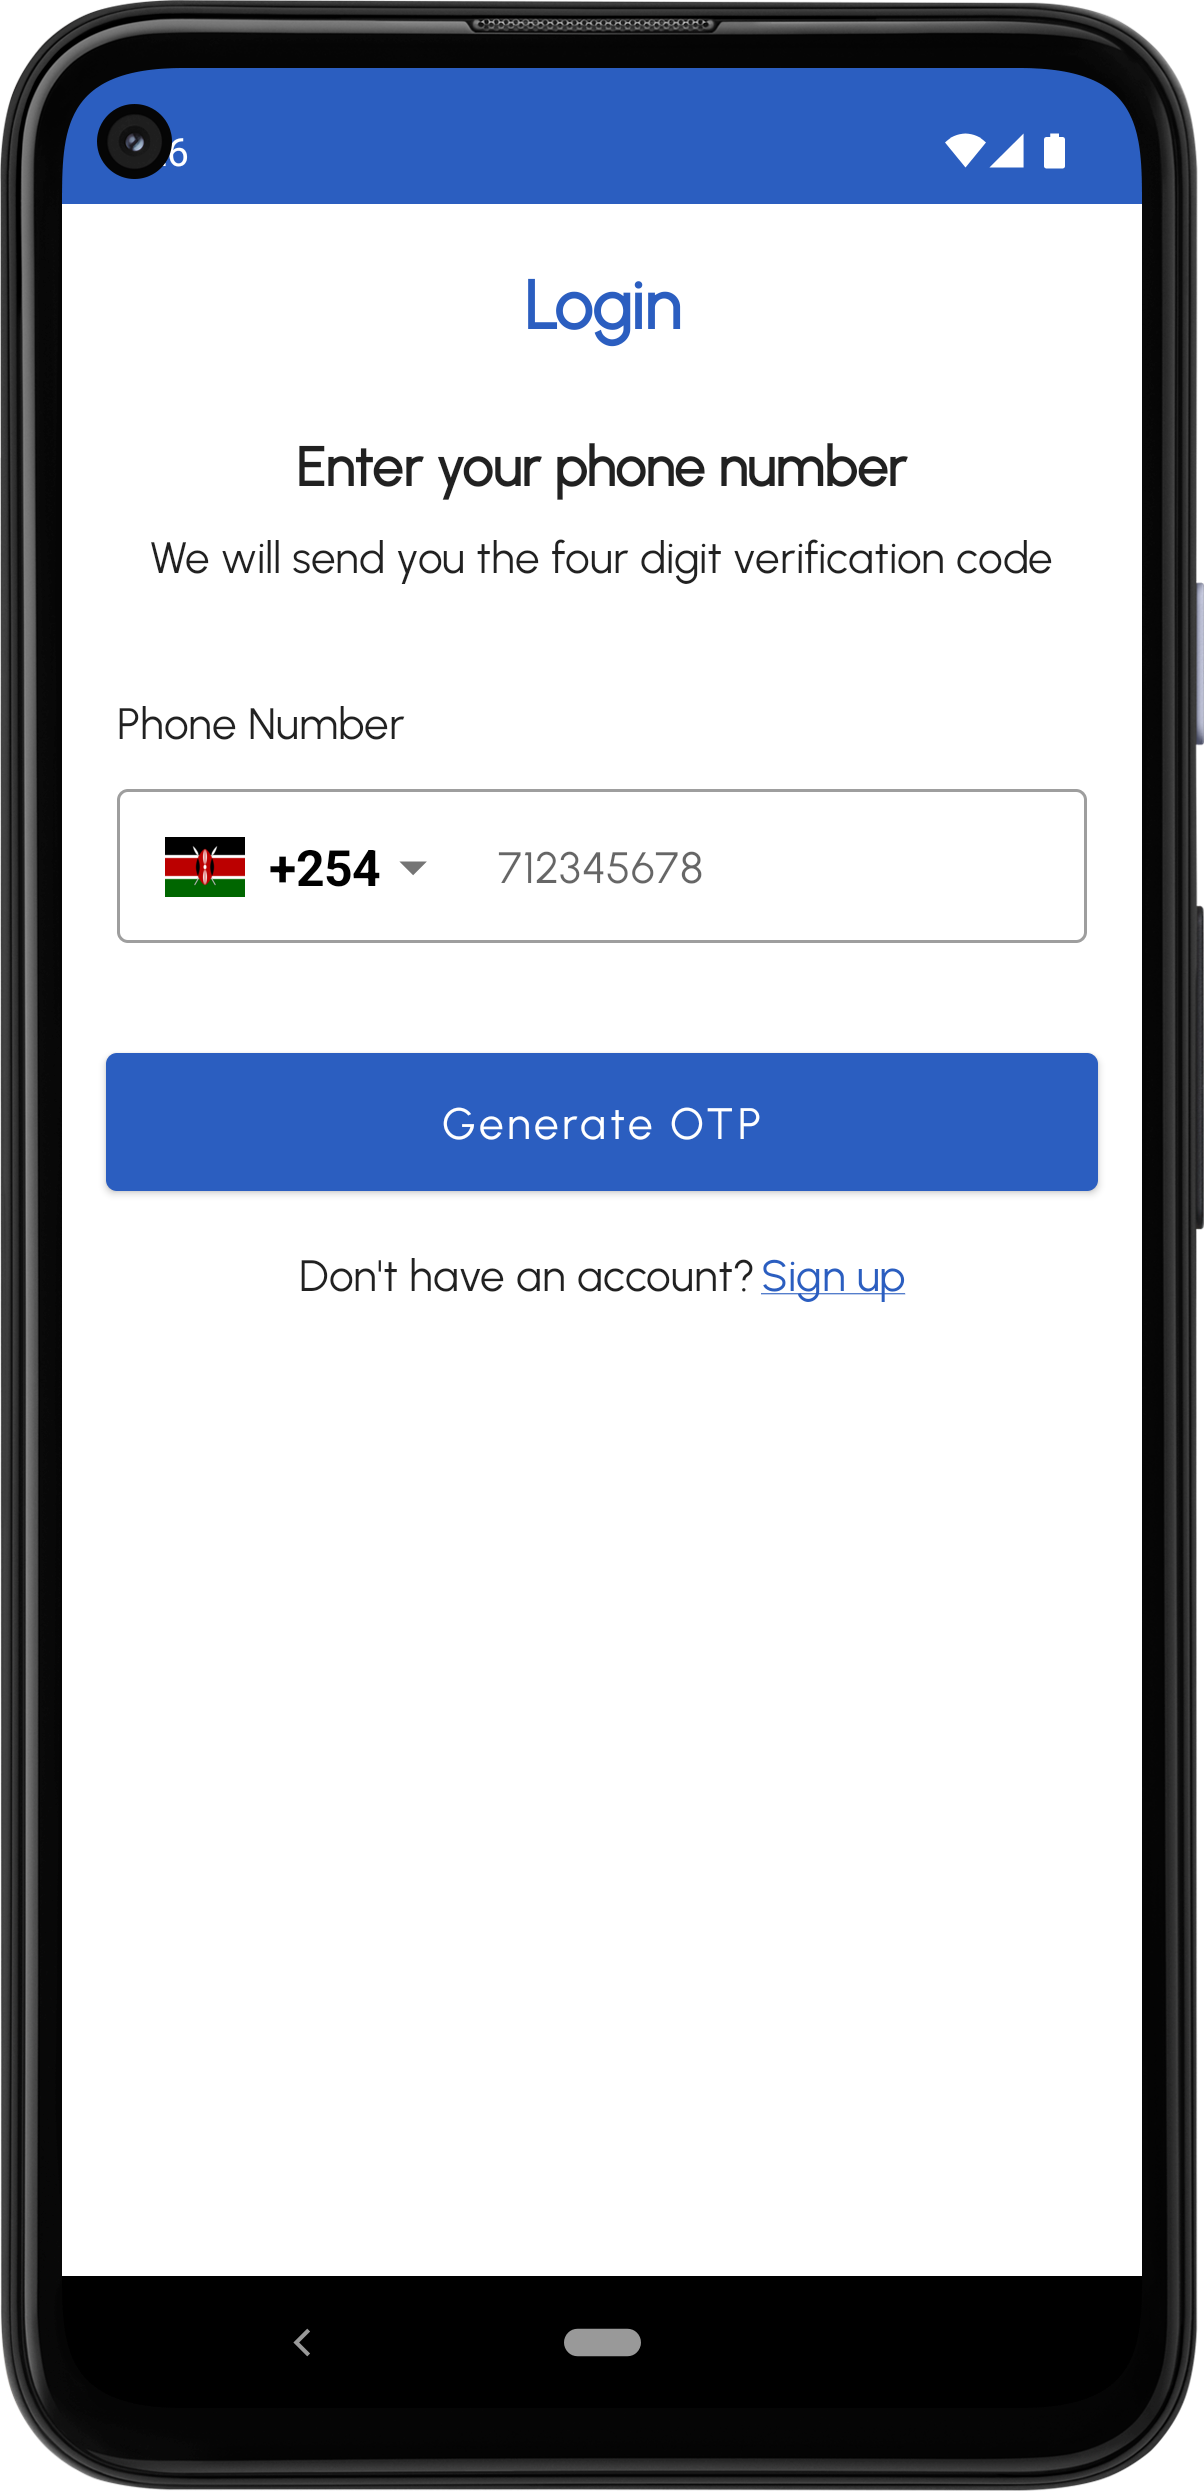 Login
Enter your phone number
We will send you the four digit verification code
Phone Number
+254 712345678
Generate OTP
Don't have an account? Sign up